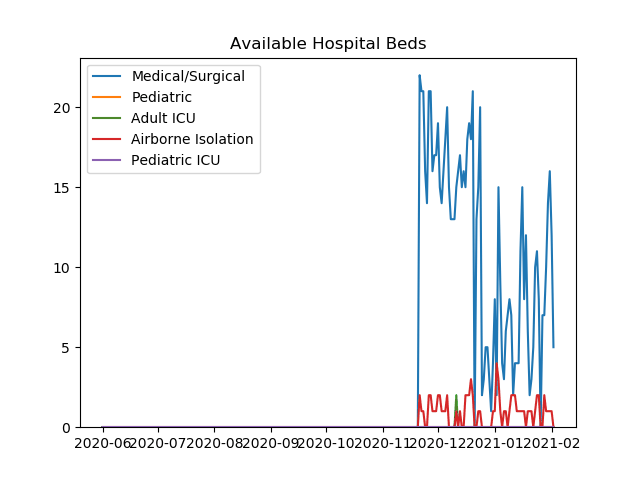 Available Hospital Beds
Medical/Surgical
Pediatric
Adult ICU
Airborne Isolation
Pediatric ICU
20
15
10
5
0
2020-06 2020-07 2020-08 2020-09 2020-10 2020-11 2020-12 2021-01 2021-02